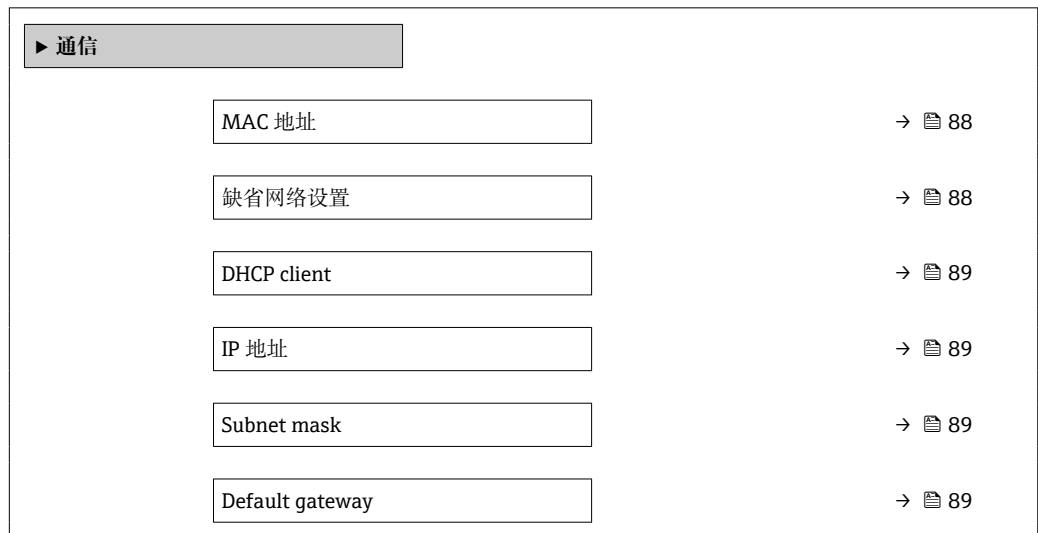 ▶ 通信
MAC 地址 → 88
缺省网络设置 → 88
DHCP client → 89
IP 地址 → 89
Subnet mask → 89
Default gateway → 89